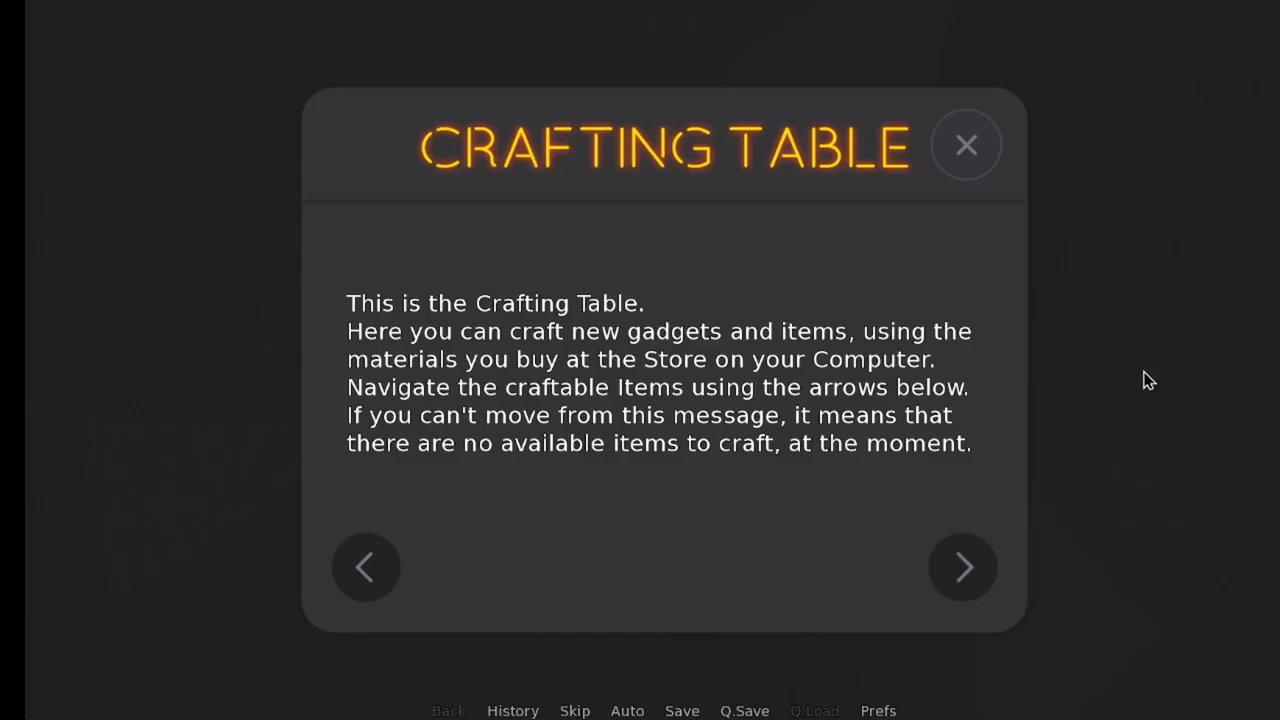 CRAFTING TABLE
This is the Crafting Table.
Here you can craft new gadgets and items, using the
materials you buy at the Store on your Computer.
Navigate the craftable Items using the arrows below.
If you can't move from this message, it means that
there are no available items to craft, at the moment.
Back History Skip Auto Save Q.Save Q.Load Prefs